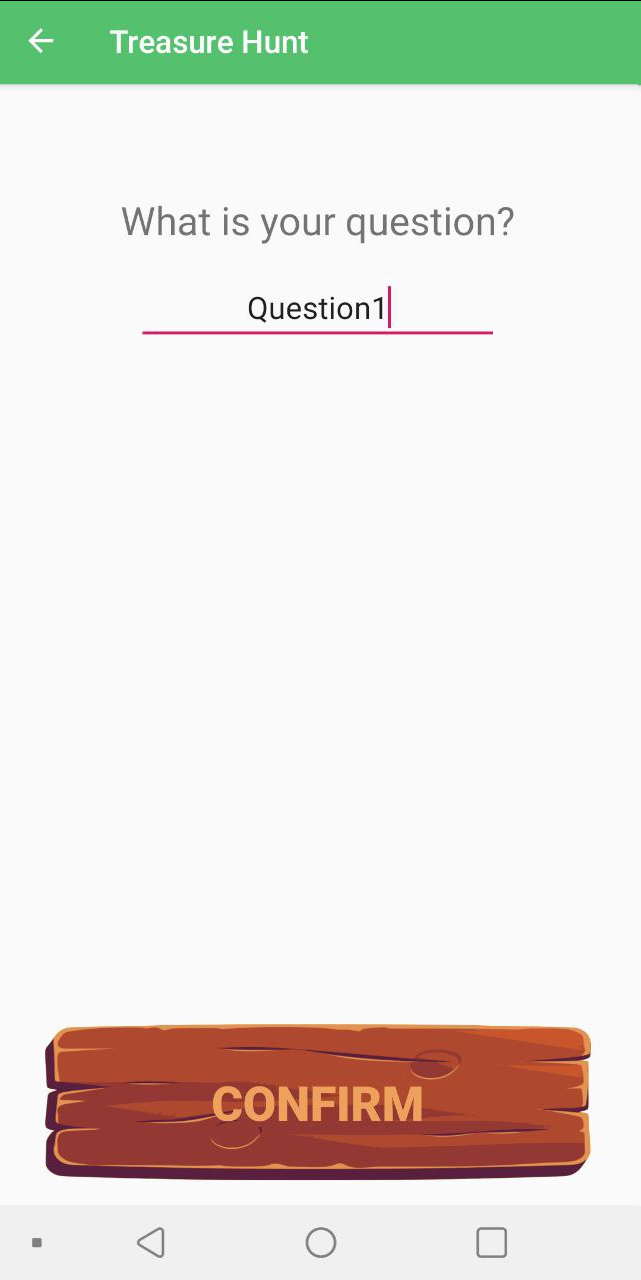 Treasure Hunt
What is your question?
Question1
CONFIRM